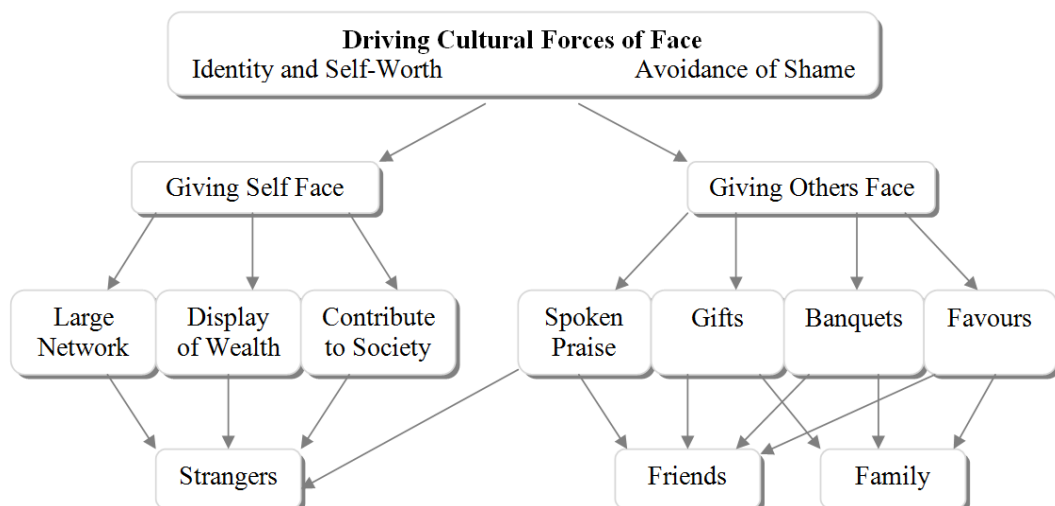 Driving Cultural Forces of Face
Identity and Self-Worth Avoidance of Shame
Giving Self Face
Giving Others Face
Large
Network
Display
of Wealth
Contribute
to Society
Spoken
Praise
Gifts
Banquets
Favours
Strangers
Friends
Family